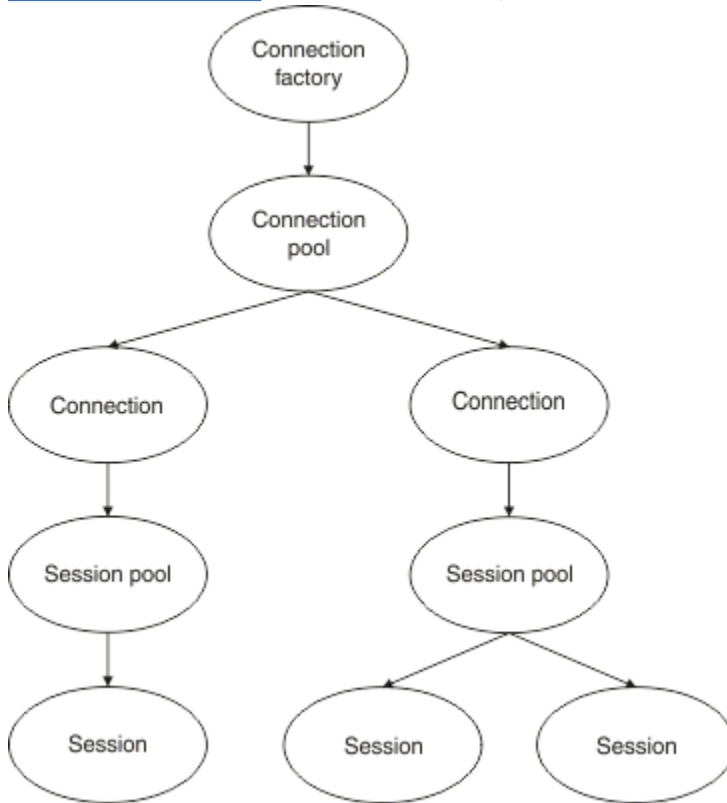 Connection
factory
Connection
pool
Connection
Connection
Session pool
Session pool
Session
Session
Session